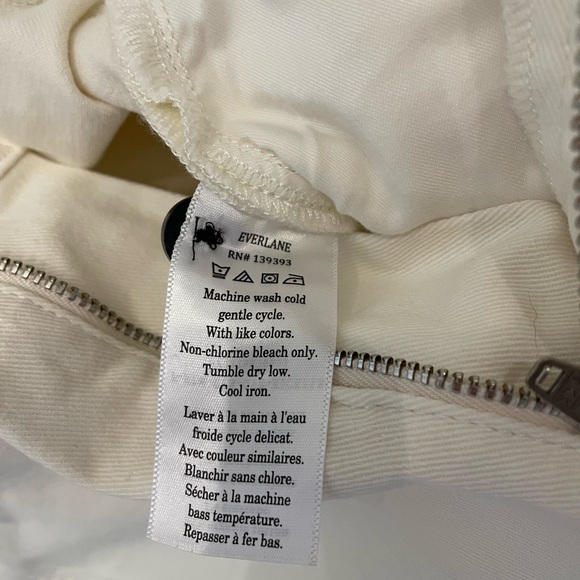 EVERLANE
RN# 139393
Machine wash cold
gentle cycle.
With like colors.
Non-chlorine bleach only.
Tumble dry low.
Cool iron.
Laver à la main à l'eau
froide cycle delicat.
Avec couleur similaires.
Blanchir sans chlore.
Sécher à la machine
bass température.
Repasser à fer bas.